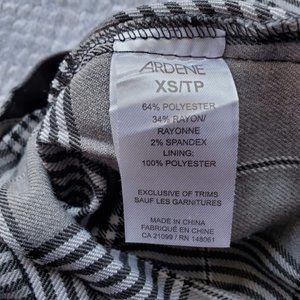 ARDENE
XS/TP
64% POLYESTER
34% RAYON/
RAYONNE
2% SPANDEX
LINING:
100% POLYESTER
EXCLUSIVE OF TRIMS
SAUF LES GARNITURES
MADE IN CHINA
FABRIQUÉ EN CHINE
CA 21099 / RN 148061